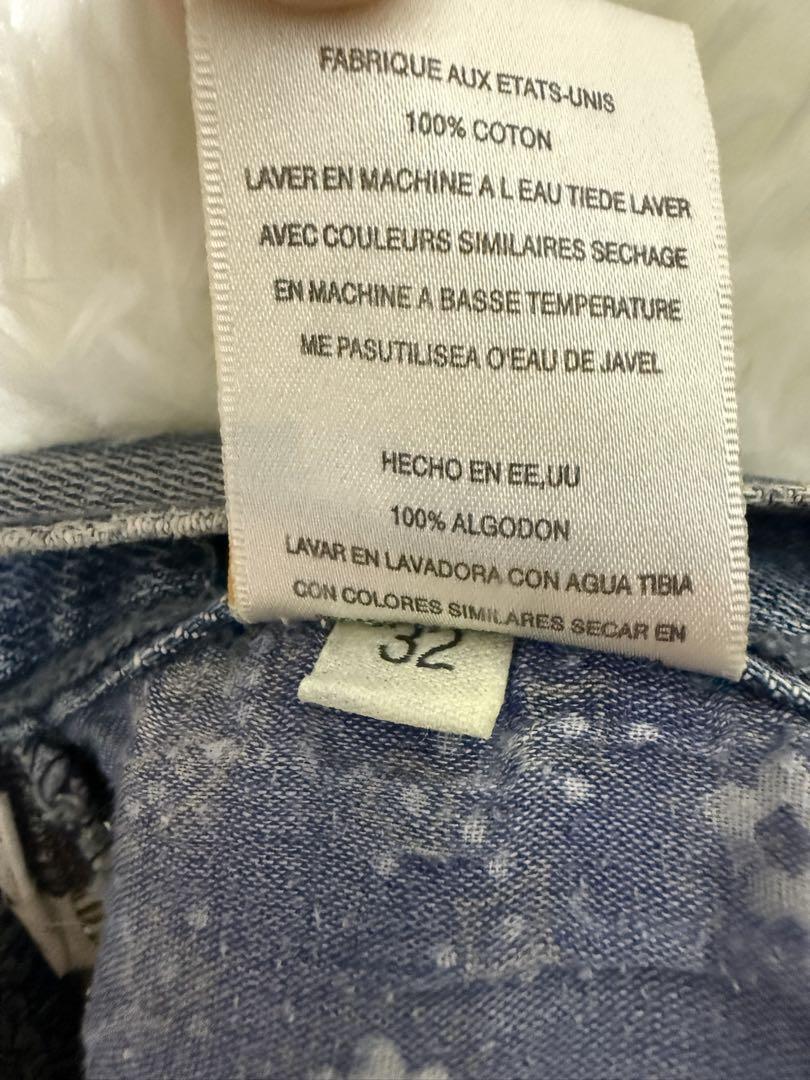 FABRIQUE AUX ETATS-UNIS
100% COTON
LAVER EN MACHINE A L EAU TIEDE LAVER
AVEC COULEURS SIMILAIRES SECHAGE
EN MACHINE A BASSE TEMPERATURE
ME PASUTILISEA O'EAU DE JAVEL
HECHO EN EE,UU
100% ALGODON
LAVAR EN LAVADORA CON AGUA TIBIA
CON COLORES SIMILARES SECAR EN
32